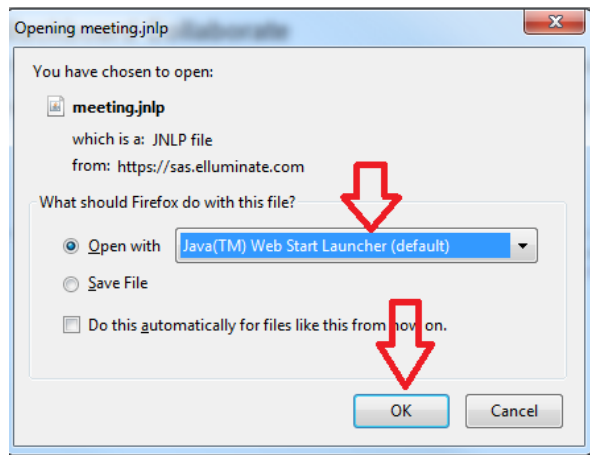 Opening meeting.jnlp
You have chosen to open:
meeting.jnlp
which is a: JNLP file
from: https://sas.elluminate.com
What should Firefox do with this file?
Open with Java(TM) Web Start Launcher (default)
Save File
Do this automatically for files like this from now on.
OK Cancel